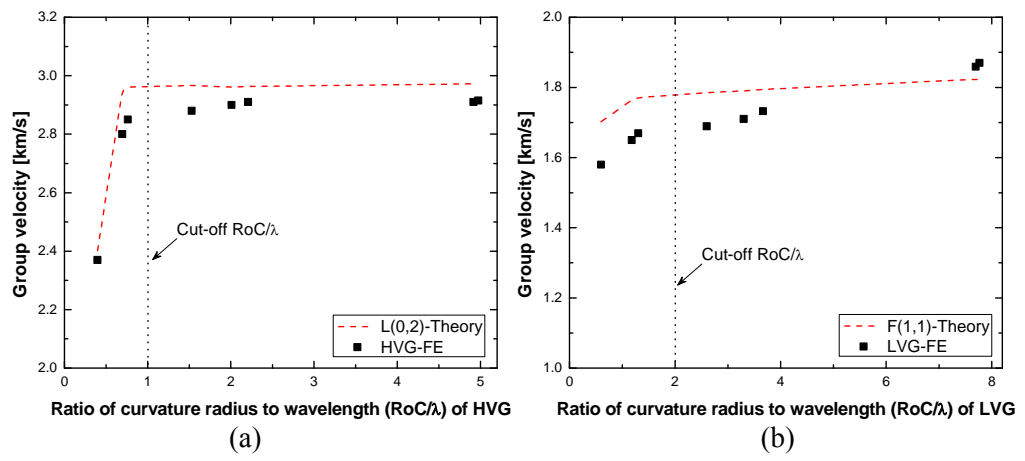 3.2
3.0
2.8
2.6
2.4
2.2
2.0
Group velocity [km/s]
Cut-off RoC/λ
L(0,2)-Theory
HVG-FE
0 1 2 3 4 5
Ratio of curvature radius to wavelength (RoC/λ) of HVG
(a)
2.0
1.8
1.6
1.4
1.2
1.0
Group velocity [km/s]
Cut-off RoC/λ
F(1,1)-Theory
LVG-FE
0 2 4 6 8
Ratio of curvature radius to wavelength (RoC/λ) of LVG
(b)